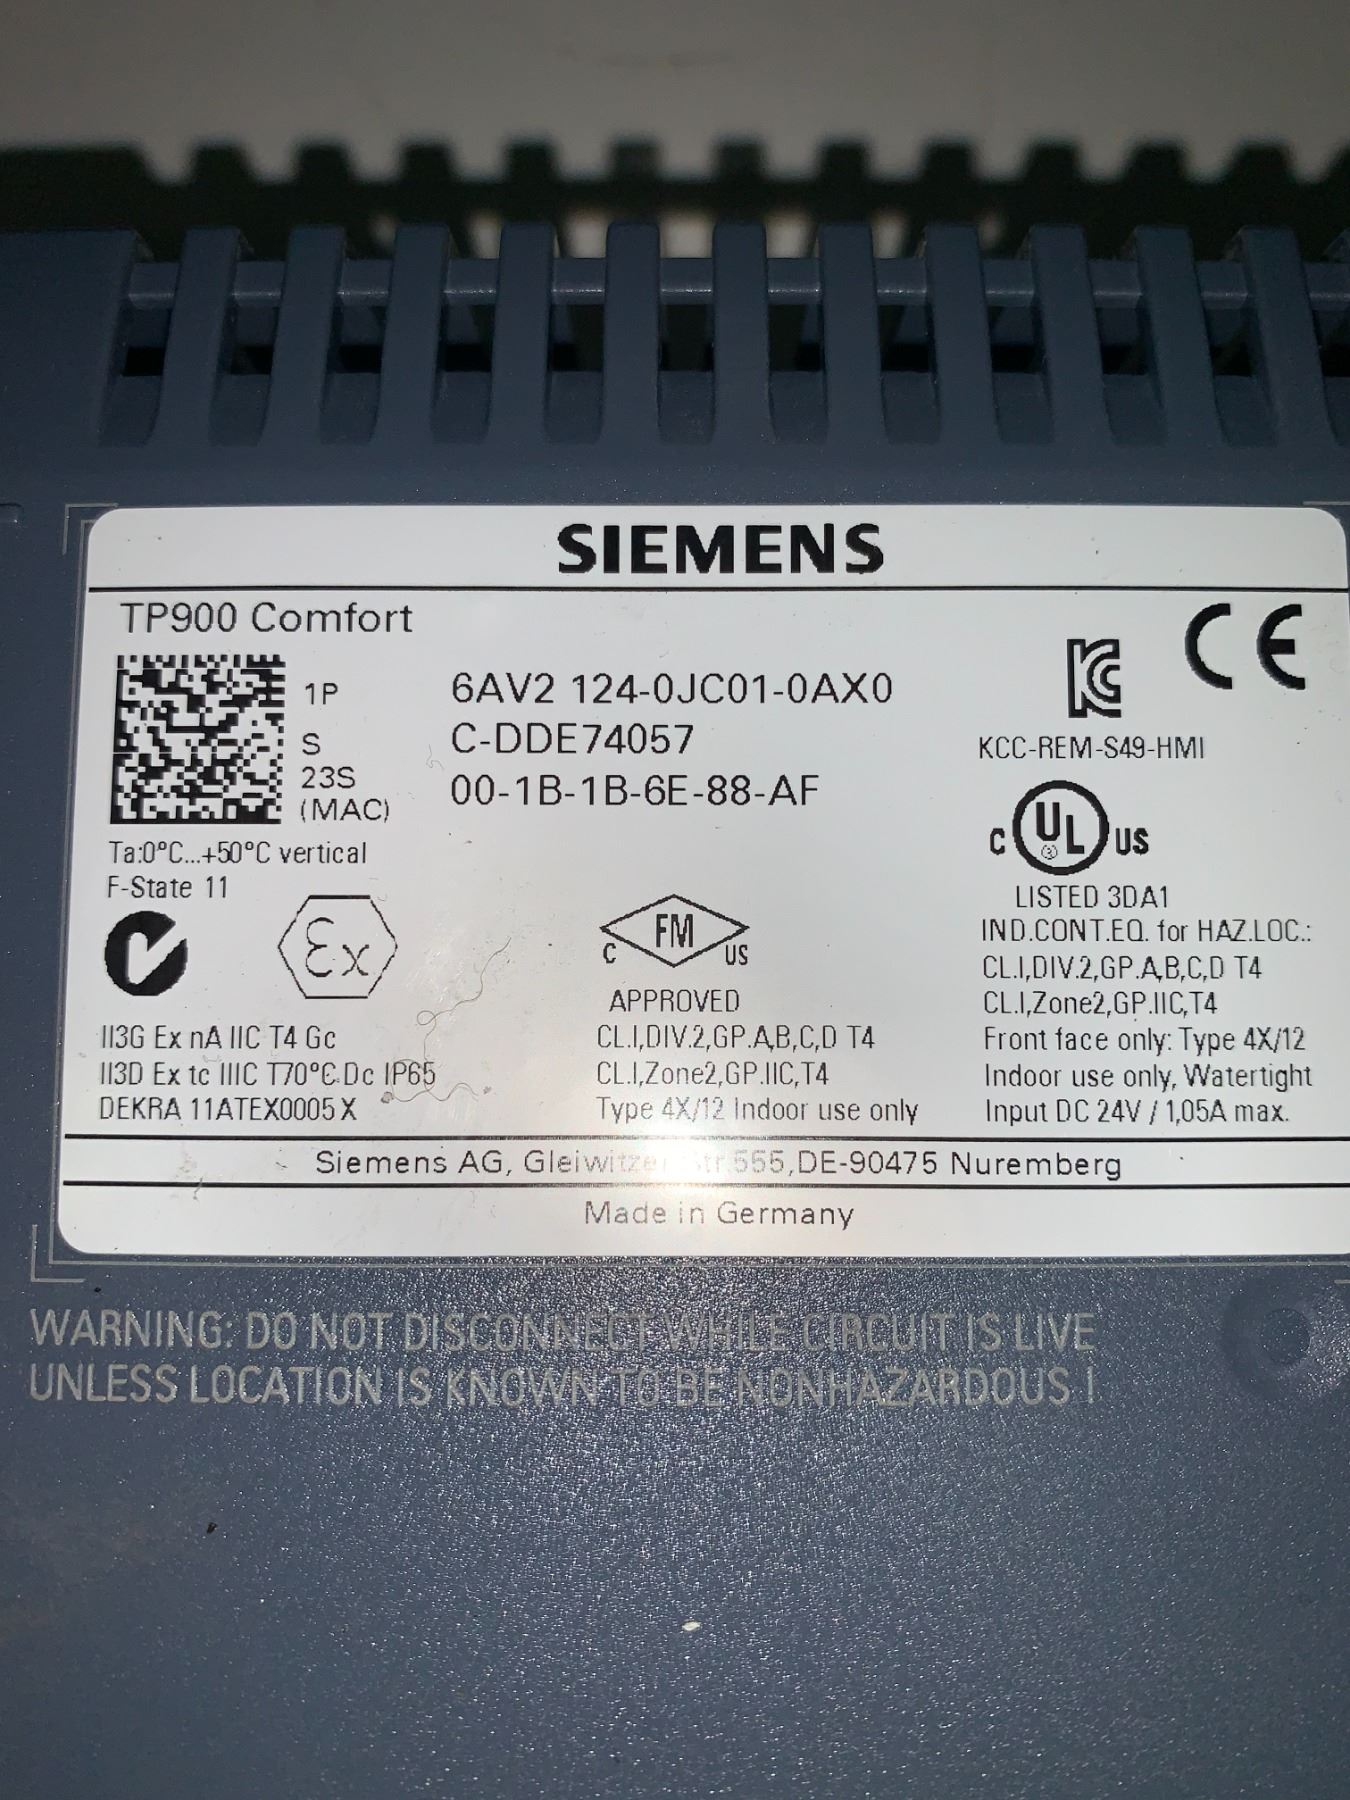 SIEMENS
TP900 Comfort
1P 6AV2 124-0JC01-0AX0
S C-DDE74057
23S 00-1B-1B-6E-88-AF
(MAC)
KCC-REM-S49-HMI
Ta:0°C...+50°C vertical
F-State 11
CE
C UL US
LISTED 3DA1
IND.CONT.EQ. for HAZ.LOC.:
CL.I,DIV.2,GP.A,B,C,D T4
CL.I,Zone2,GP.IIC,T4
Front face only: Type 4X/12
Indoor use only, Watertight
Input DC 24V / 1,05A max.
Ex
C FM US
APPROVED
CL.I,DIV.2,GP.A,B,C,D T4
CL.I,Zone2,GP.IIC,T4
Type 4X/12 Indoor use only
II3G Ex nA IIC T4 Gc
II3D Ex tc IIIC T70°C Dc IP65
DEKRA 11ATEX0005 X
Siemens AG, Gleiwitzer Str.555,DE-90475 Nuremberg
Made in Germany
WARNING: DO NOT DISCONNECT WHILE CIRCUIT IS LIVE
UNLESS LOCATION IS KNOWN TO BE NONHAZARDOUS !